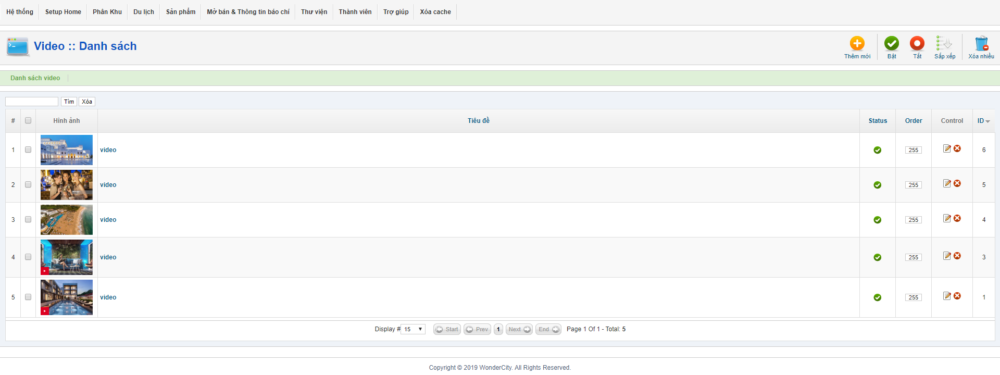 Hệ thống Setup Home Phân Khu Du lịch Sản phẩm Mở bán & Thông tin báo chí Thư viện Thành viên Trợ giúp Xóa cache
Video :: Danh sách
Thêm mới Bật Tắt Sắp xếp Xóa nhiều
Danh sách video
Tìm Xóa
# Hình ảnh Tiêu đề Status Order Control ID
1 video 255 6
2 video 255 5
3 video 255 4
4 video 255 3
5 video 255 1
Display # 15 Start Prev 1 Next End Page 1 Of 1 - Total: 5
Copyright © 2019 WonderCity. All Rights Reserved.